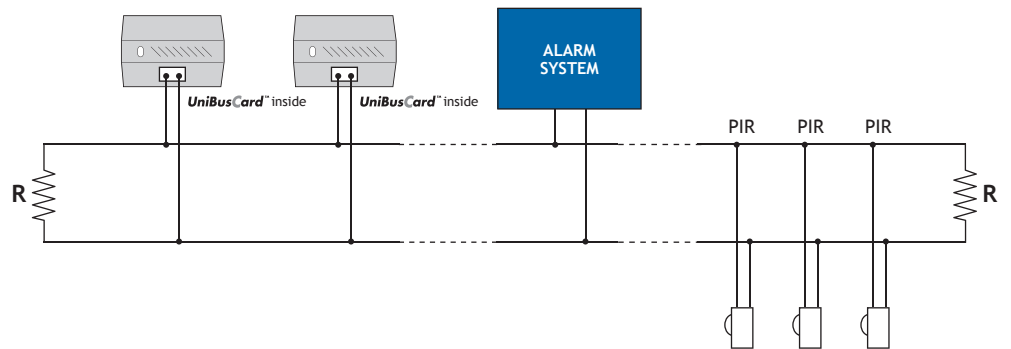 ALARM
SYSTEM
UniBusCard™ inside
UniBusCard™ inside
PIR
PIR
PIR
R
R